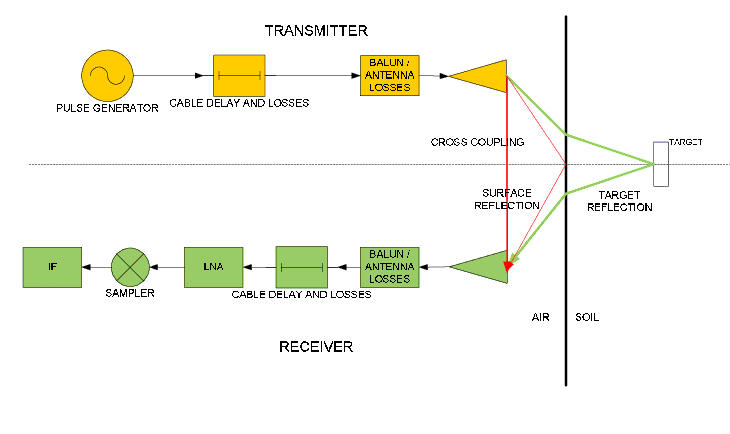 TRANSMITTER
BALUN /
ANTENNA
LOSSES
PULSE GENERATOR
CABLE DELAY AND LOSSES
CROSS COUPLING
TARGET
SURFACE
REFLECTION
TARGET
REFLECTION
IF
SAMPLER
LNA
CABLE DELAY AND LOSSES
BALUN /
ANTENNA
LOSSES
AIR
SOIL
RECEIVER